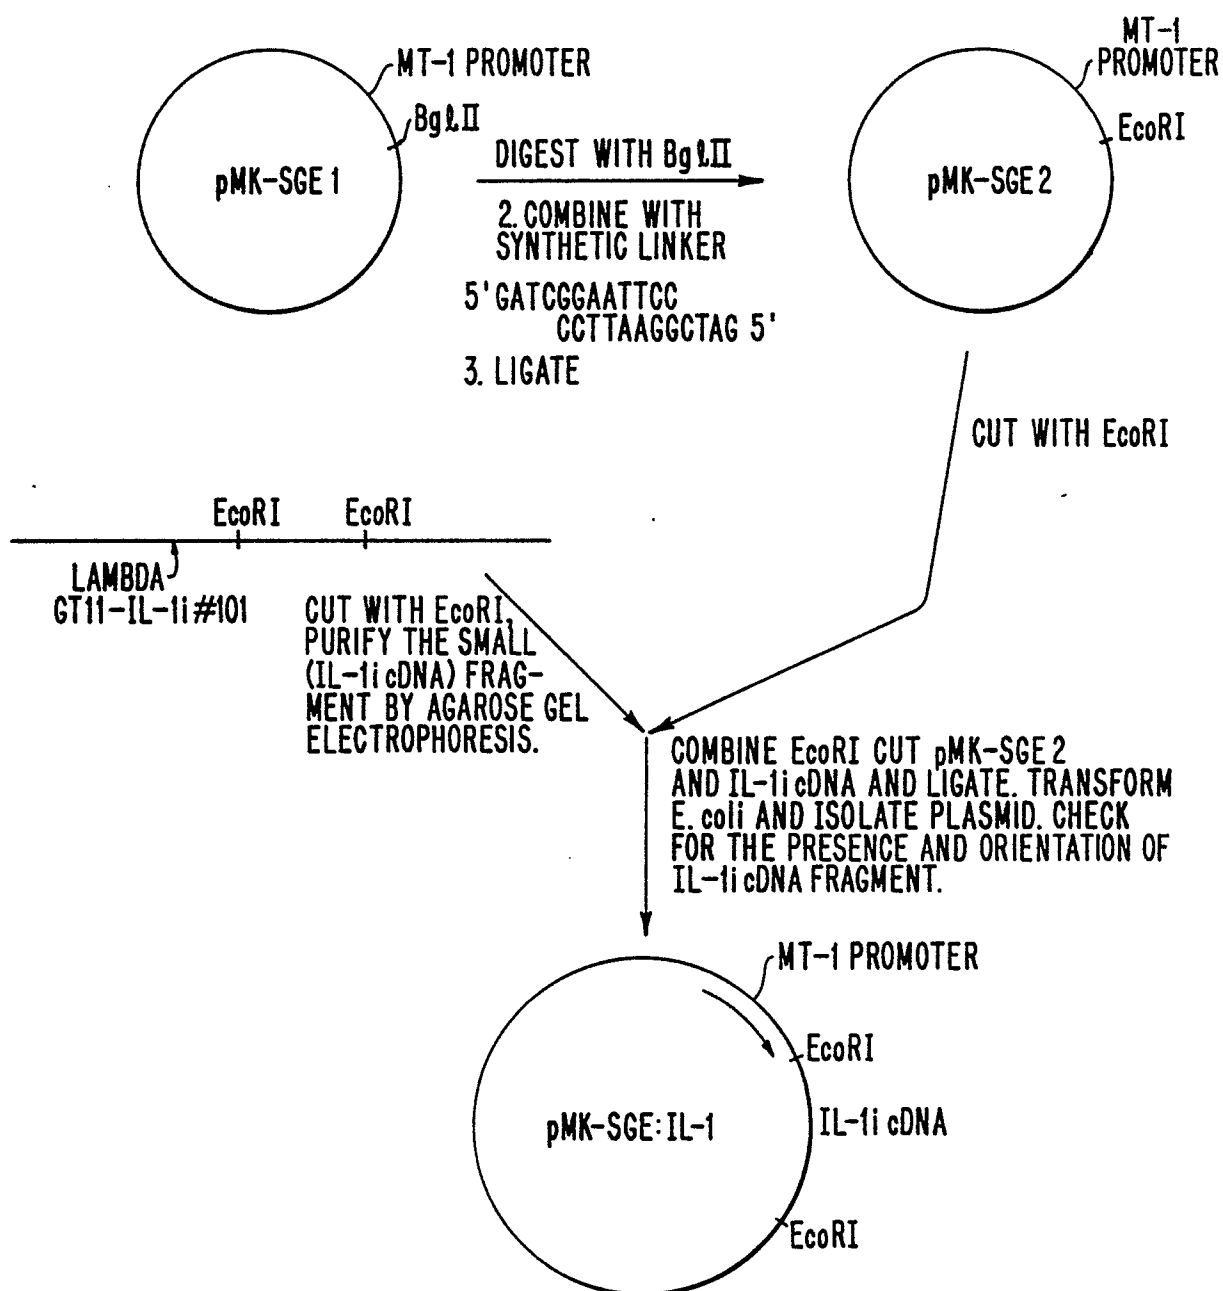 MT-1 PROMOTER
BglII
pMK-SGE 1
DIGEST WITH BglII
2. COMBINE WITH
SYNTHETIC LINKER
5' GATCGGAATTCC
CCTTAAGGCTAG 5'
3. LIGATE
MT-1
PROMOTER
EcoRI
pMK-SGE 2
CUT WITH EcoRI
EcoRI
EcoRI
LAMBDA
GT11-IL-1i#101
CUT WITH EcoRI,
PURIFY THE SMALL
(IL-1i cDNA) FRAG-
MENT BY AGAROSE GEL
ELECTROPHORESIS.
COMBINE EcoRI CUT pMK-SGE 2
AND IL-1i cDNA AND LIGATE. TRANSFORM
E. coli AND ISOLATE PLASMID. CHECK
FOR THE PRESENCE AND ORIENTATION OF
IL-1i cDNA FRAGMENT.
MT-1 PROMOTER
EcoRI
pMK-SGE: IL-1
IL-1i cDNA
EcoRI